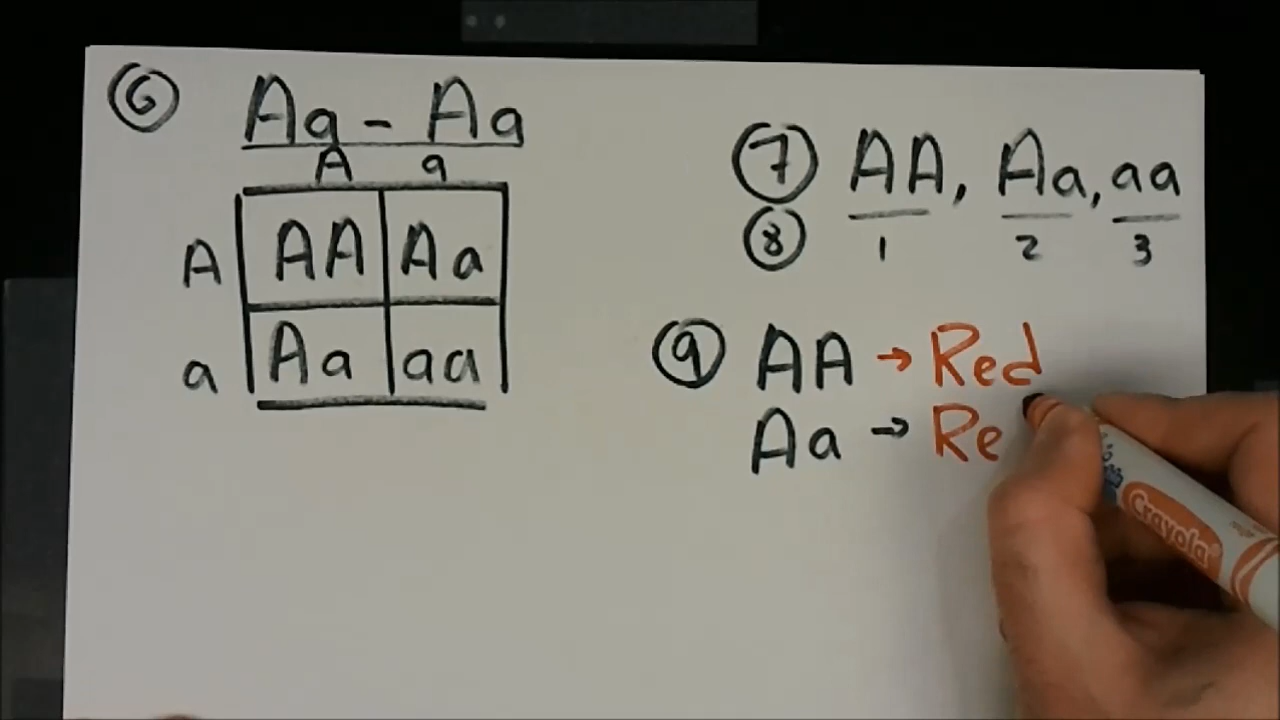 6 Aa - Aa
A a
A AA Aa
a Aa aa
7 AA, Aa, aa
8 1 2 3
9 AA → Red
Aa → Re
Crayola